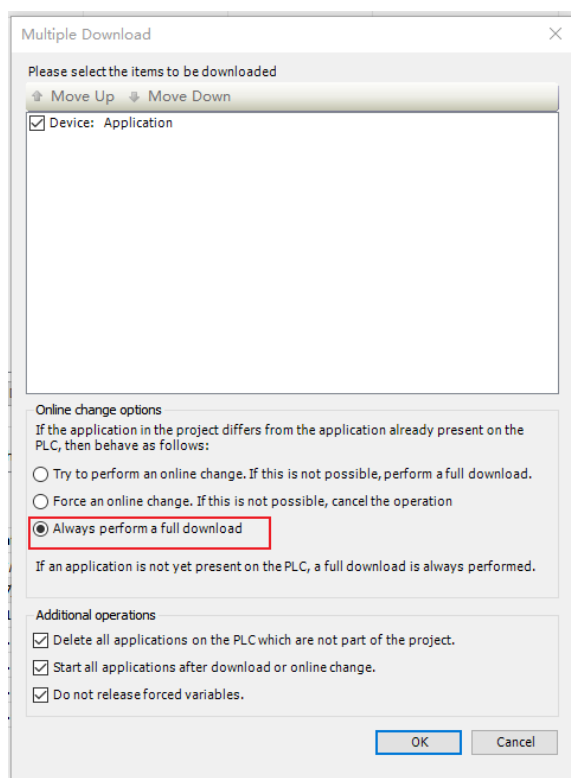 Multiple Download
Please select the items to be downloaded
Move Up Move Down
Device: Application
Online change options
If the application in the project differs from the application already present on the
PLC, then behave as follows:
Try to perform an online change. If this is not possible, perform a full download.
Force an online change. If this is not possible, cancel the operation
Always perform a full download
If an application is not yet present on the PLC, a full download is always performed.
Additional operations
Delete all applications on the PLC which are not part of the project.
Start all applications after download or online change.
Do not release forced variables.
OK Cancel